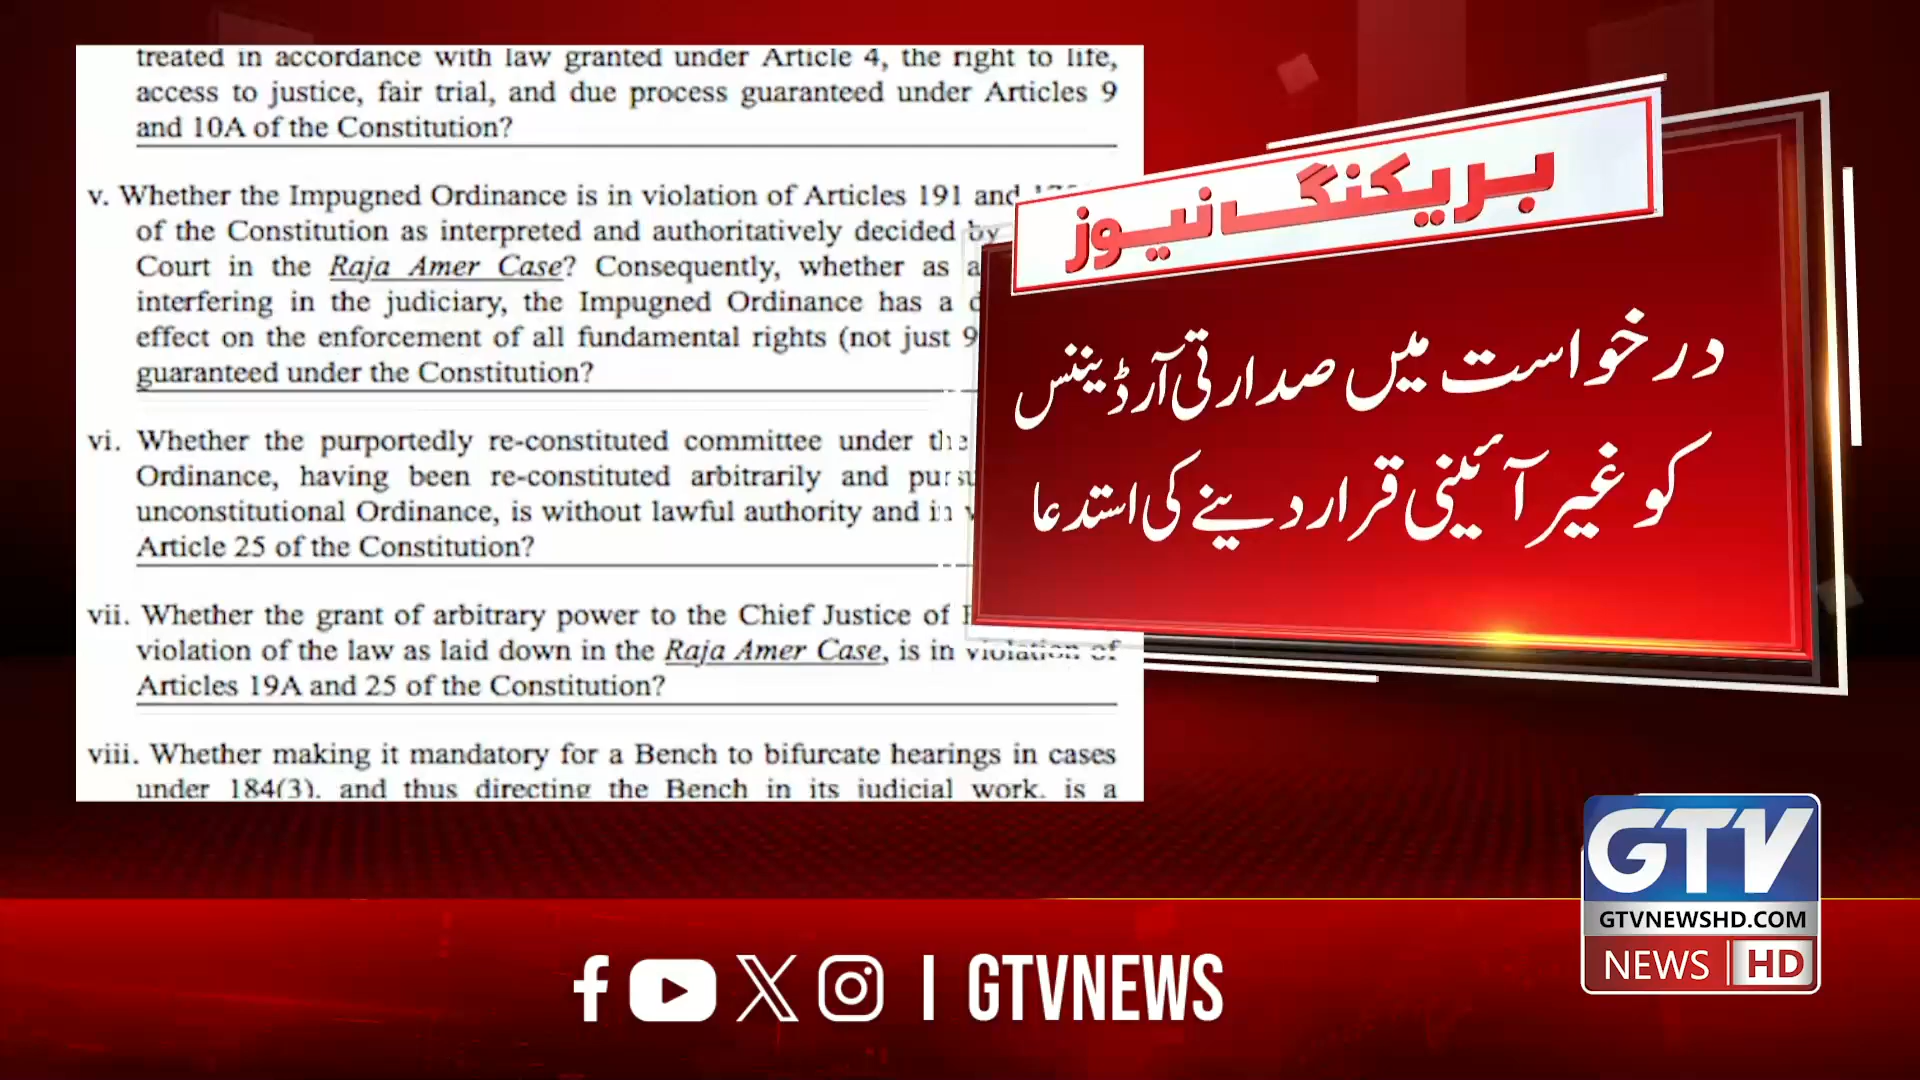 treated in accordance with law granted under Article 4, the right to life,
access to justice, fair trial, and due process guaranteed under Articles 9
and 10A of the Constitution?
v. Whether the Impugned Ordinance is in violation of Articles 191 and
of the Constitution as interpreted and authoritatively decided by
Court in the Raja Amer Case? Consequently, whether as a
interfering in the judiciary, the Impugned Ordinance has a
effect on the enforcement of all fundamental rights (not just 9
guaranteed under the Constitution?
vi. Whether the purportedly re-constituted committee under
Ordinance, having been re-constituted arbitrarily and
unconstitutional Ordinance, is without lawful authority and
Article 25 of the Constitution?
vii. Whether the grant of arbitrary power to the Chief Justice of
violation of the law as laid down in the Raja Amer Case, is in violation of
Articles 19A and 25 of the Constitution?
viii. Whether making it mandatory for a Bench to bifurcate hearings in cases
under 184(3), and thus directing the Bench in its judicial work, is a
بریکنگ نیوز
درخواست میں صدارتی آرڈیننس
کو غیر آئینی قرار دینے کی استدعا
GTV
GTVNEWSHD.COM
NEWS HD
GTVNEWS